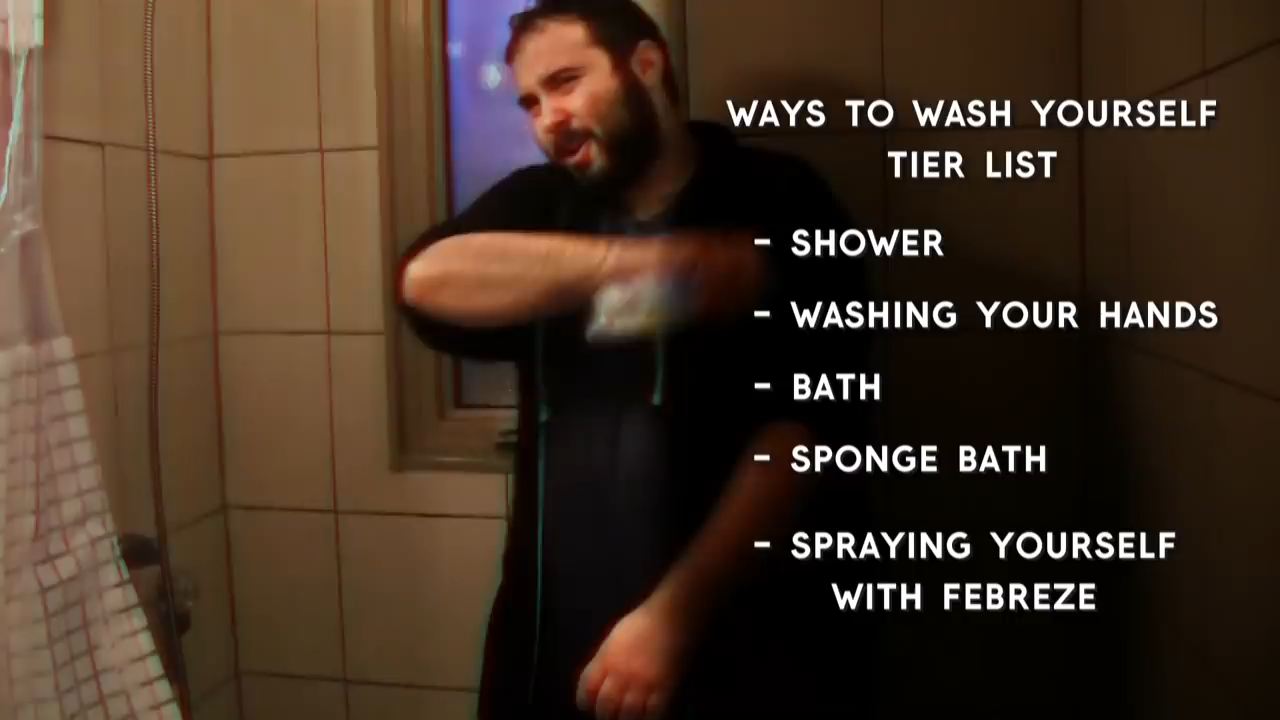 WAYS TO WASH YOURSELF
TIER LIST
- SHOWER
- WASHING YOUR HANDS
- BATH
- SPONGE BATH
- SPRAYING YOURSELF
WITH FEBREZE